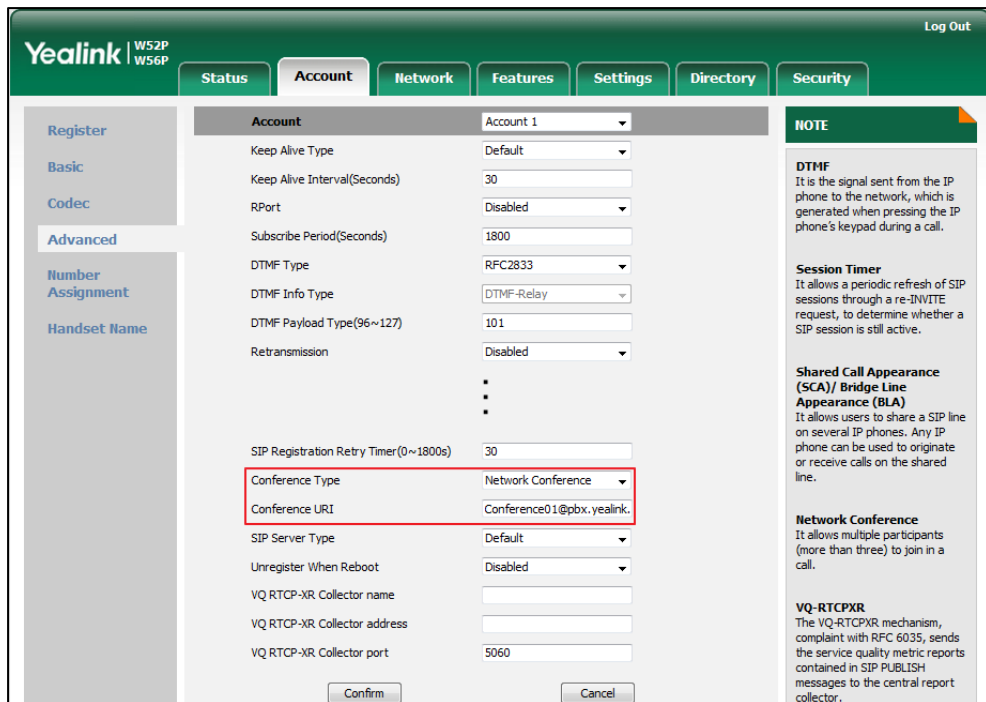 Log Out
Yealink W52P W56P
Status Account Network Features Settings Directory Security
Register
Basic
Codec
Advanced
Number
Assignment
Handset Name
Account Account 1
Keep Alive Type Default
Keep Alive Interval(Seconds) 30
RPort Disabled
Subscribe Period(Seconds) 1800
DTMF Type RFC2833
DTMF Info Type DTMF-Relay
DTMF Payload Type(96~127) 101
Retransmission Disabled
SIP Registration Retry Timer(0~1800s) 30
Conference Type Network Conference
Conference URI Conference01@pbx.yealink.
SIP Server Type Default
Unregister When Reboot Disabled
VQ RTCP-XR Collector name
VQ RTCP-XR Collector address
VQ RTCP-XR Collector port 5060
Confirm Cancel
NOTE
DTMF
It is the signal sent from the IP
phone to the network, which is
generated when pressing the IP
phone's keypad during a call.
Session Timer
It allows a periodic refresh of SIP
sessions through a re-INVITE
request, to determine whether a
SIP session is still active.
Shared Call Appearance
(SCA)/ Bridge Line
Appearance (BLA)
It allows users to share a SIP line
on several IP phones. Any IP
phone can be used to originate
or receive calls on the shared
line.
Network Conference
It allows multiple participants
(more than three) to join in a
call.
VQ-RTCPXR
The VQ-RTCPXR mechanism,
complaint with RFC 6035, sends
the service quality metric reports
contained in SIP PUBLISH
messages to the central report
collector.